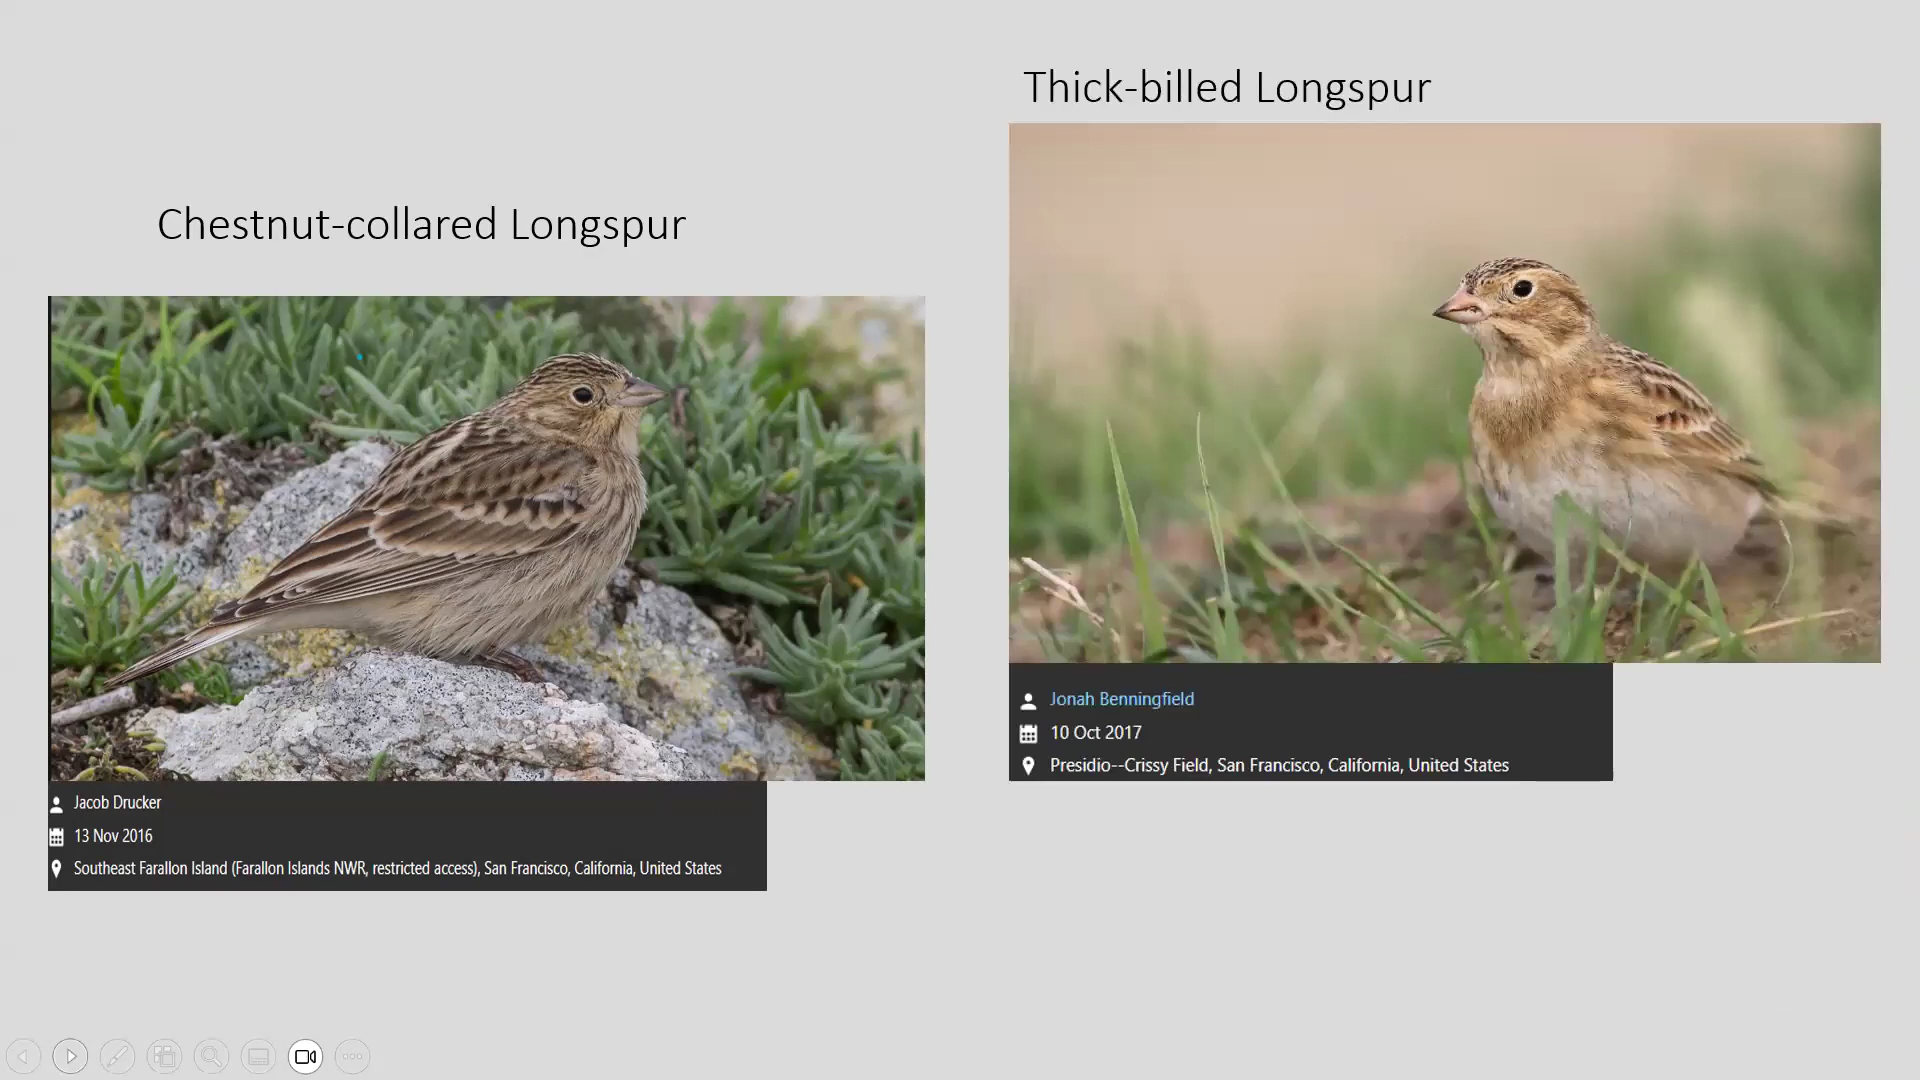 Chestnut-collared Longspur
Jacob Drucker
13 Nov 2016
Southeast Farallon Island (Farallon Islands NWR, restricted access), San Francisco, California, United States
Thick-billed Longspur
Jonah Benningfield
10 Oct 2017
Presidio--Crissy Field, San Francisco, California, United States